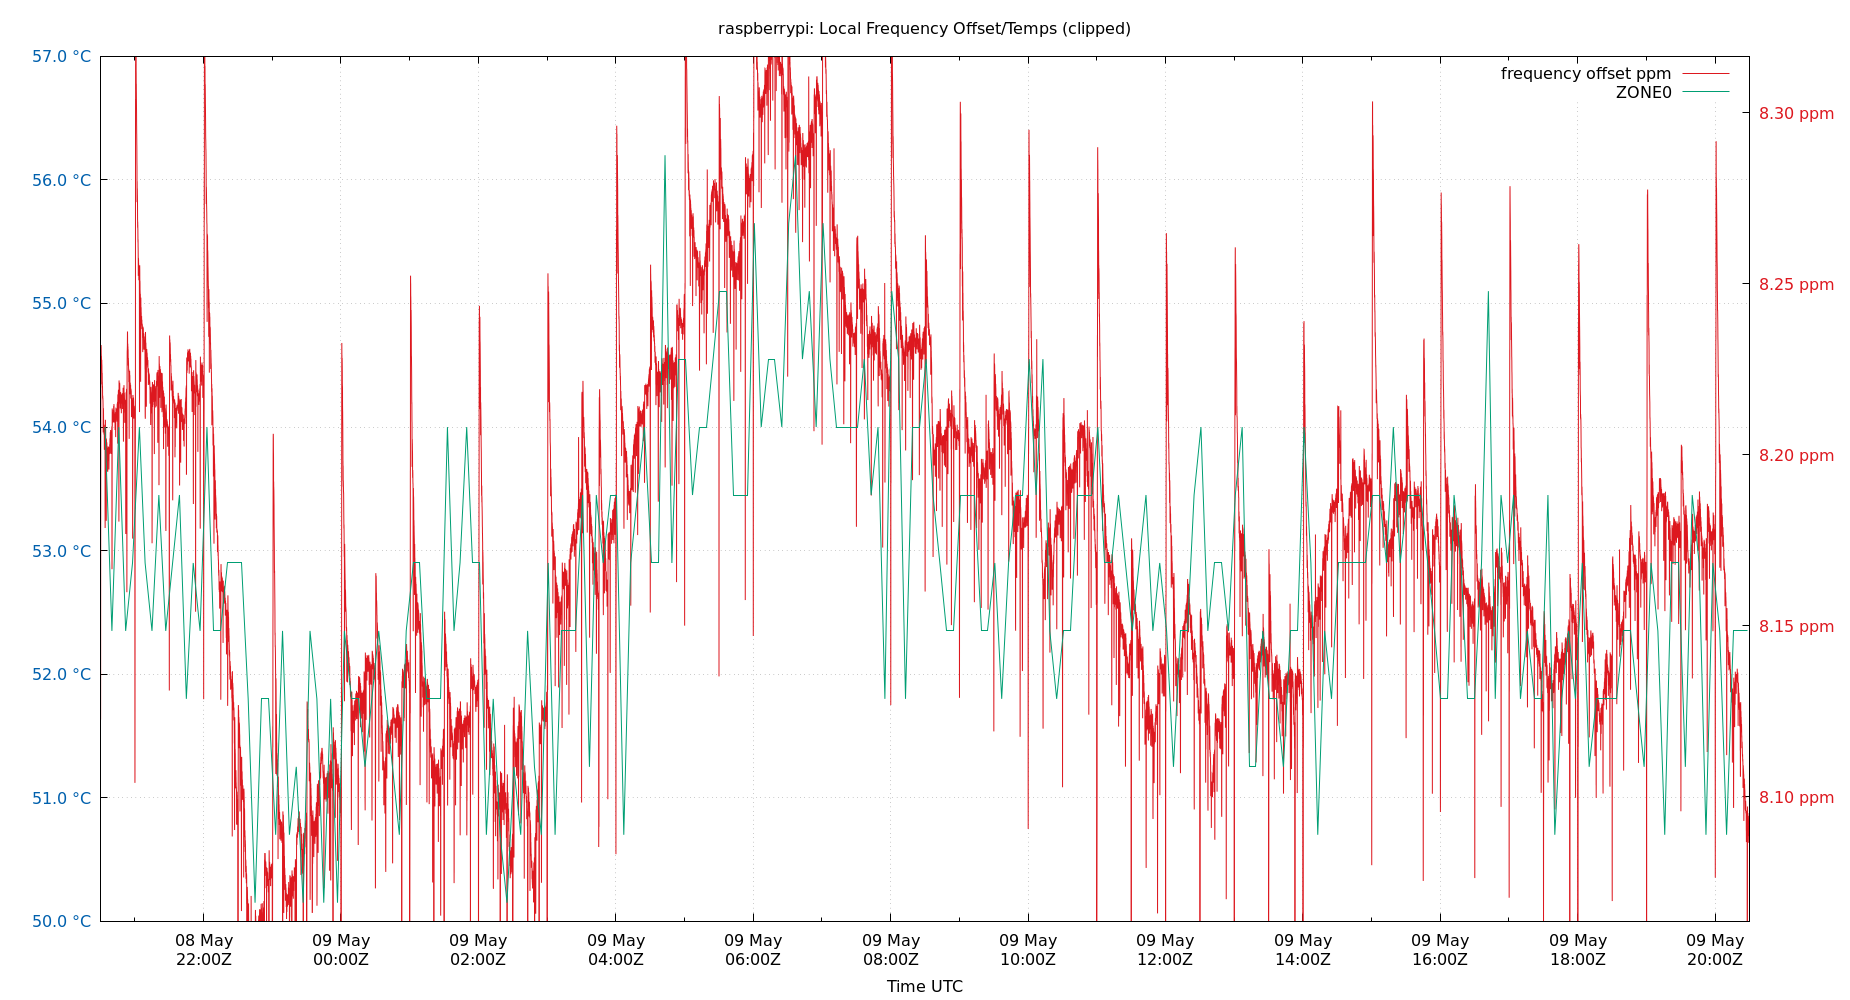 raspberrypi: Local Frequency Offset/Temps (clipped)
57.0 °C
56.0 °C
55.0 °C
54.0 °C
53.0 °C
52.0 °C
51.0 °C
50.0 °C
frequency offset ppm
ZONE0
8.30 ppm
8.25 ppm
8.20 ppm
8.15 ppm
8.10 ppm
08 May
22:00Z
09 May
00:00Z
09 May
02:00Z
09 May
04:00Z
09 May
06:00Z
09 May
08:00Z
09 May
10:00Z
09 May
12:00Z
09 May
14:00Z
09 May
16:00Z
09 May
18:00Z
09 May
20:00Z
Time UTC